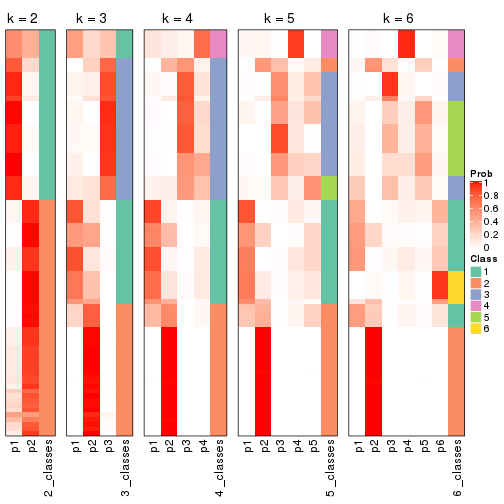 k = 2
k = 3
k = 4
k = 5
k = 6
Prob
1
0.8
0.6
0.4
0.2
0
Class
1
2
3
4
5
6
p1
p2
2_classes
p1
p2
p3
3_classes
p1
p2
p3
p4
4_classes
p1
p2
p3
p4
p5
5_classes
p1
p2
p3
p4
p5
p6
6_classes